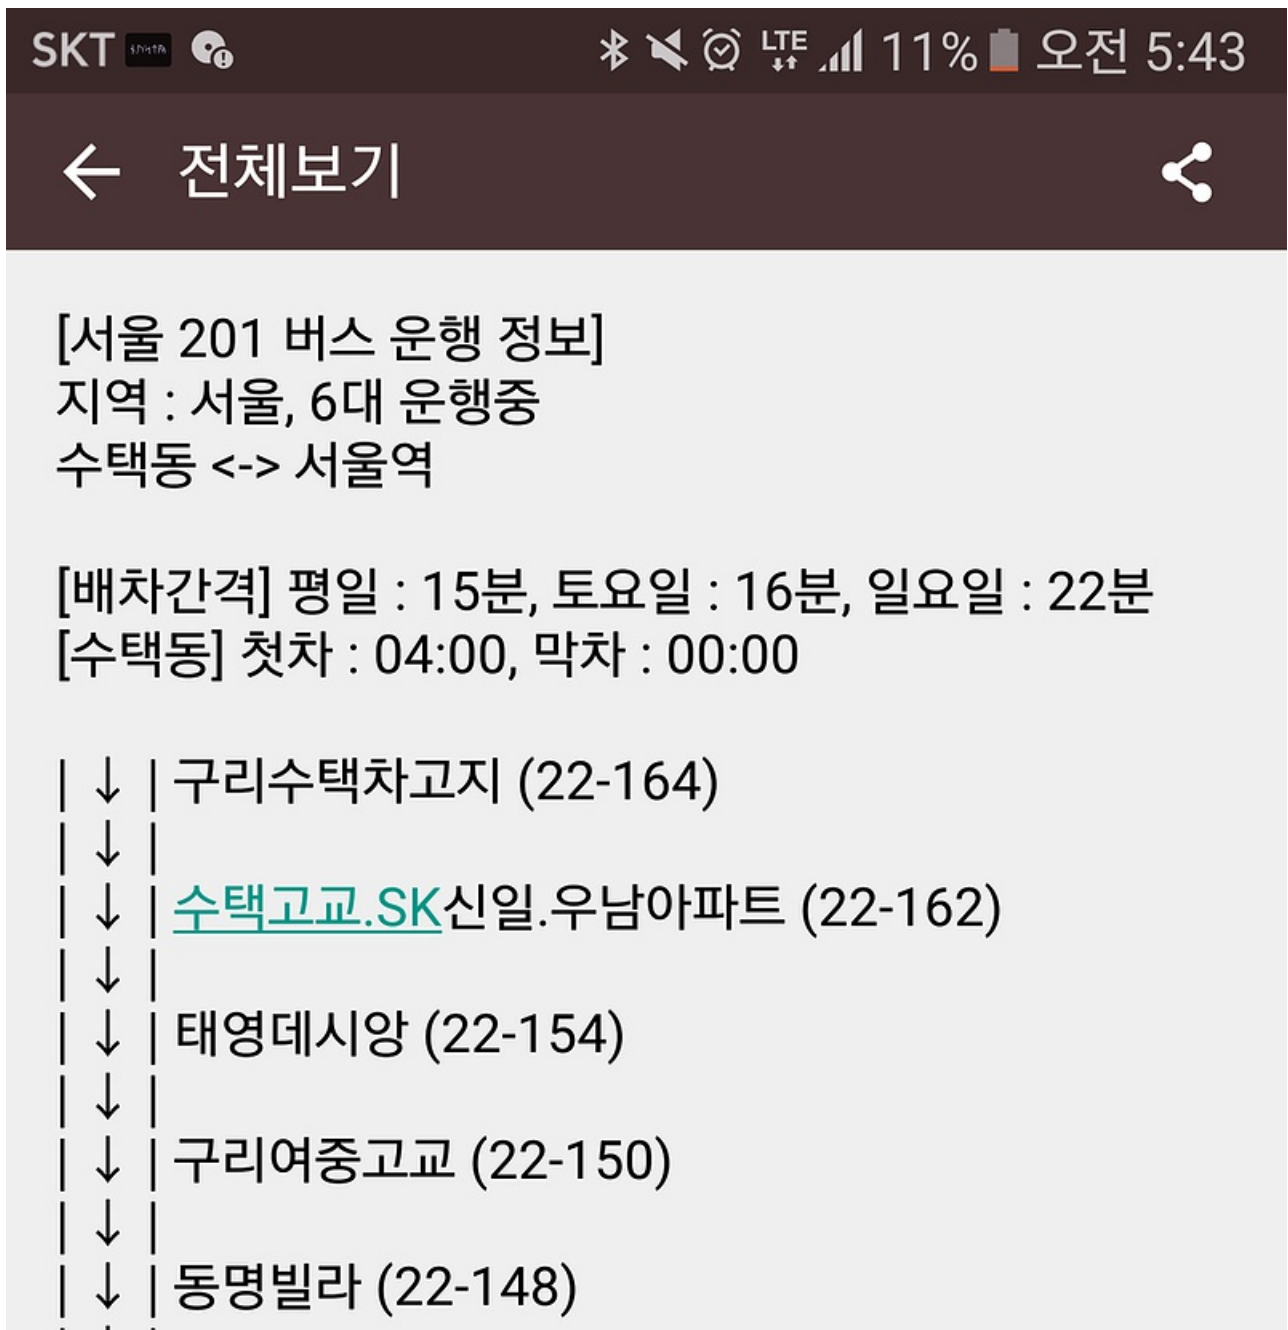 SKT
LTE 11% 오전 5:43
전체보기
[서울 201 버스 운행 정보]
지역 : 서울, 6대 운행중
수택동 <-> 서울역
[배차간격] 평일 : 15분, 토요일 : 16분, 일요일 : 22분
[수택동] 첫차 : 04:00, 막차 : 00:00
| ↓ | 구리수택차고지 (22-164)
| ↓ |
| ↓ | 수택고교.SK신일.우남아파트 (22-162)
| ↓ |
| ↓ | 태영데시앙 (22-154)
| ↓ |
| ↓ | 구리여중고교 (22-150)
| ↓ |
| ↓ | 동명빌라 (22-148)